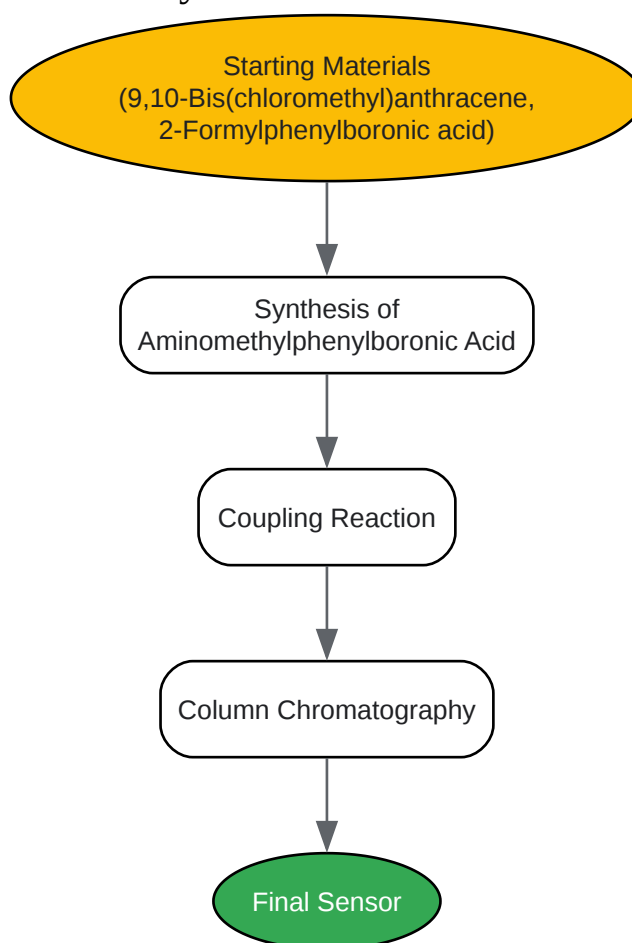 Starting Materials
(9,10-Bis(chloromethyl)anthracene,
2-Formylphenylboronic acid)
Synthesis of
Aminomethylphenylboronic Acid
Coupling Reaction
Column Chromatography
Final Sensor